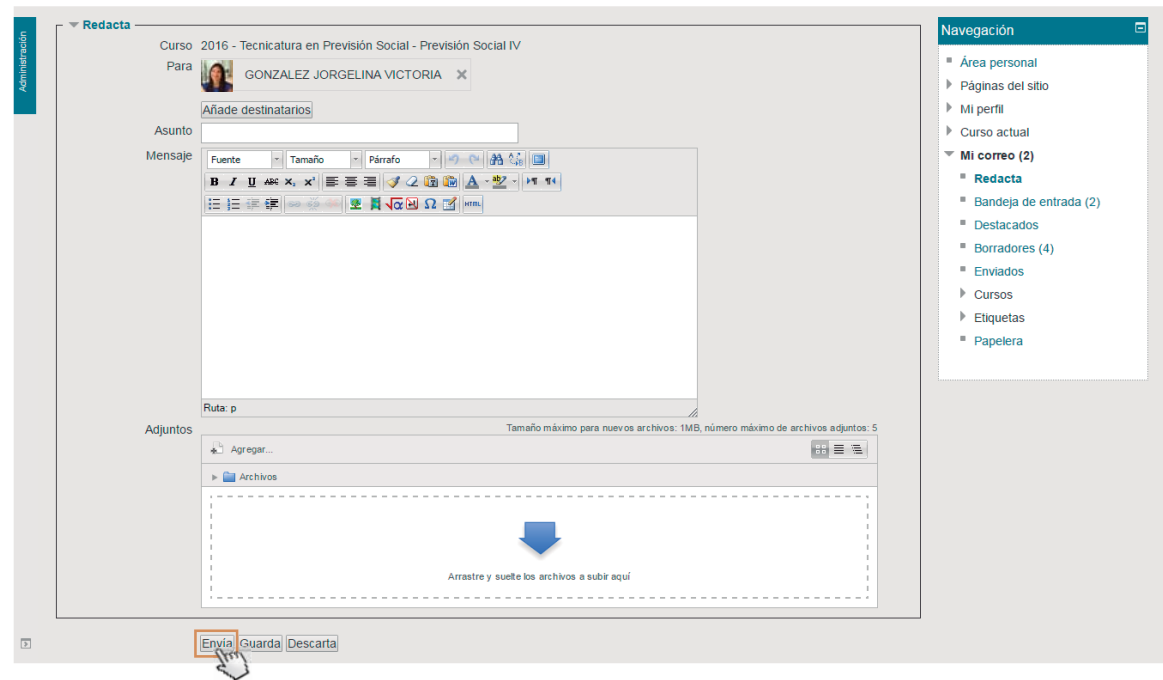 Administración
Redacta
Curso 2016 - Tecnicatura en Previsión Social - Previsión Social IV
Para GONZALEZ JORGELINA VICTORIA
Añade destinatarios
Asunto
Mensaje
Fuente Tamaño Párrafo
B I U ABC x₂ x²
HTML
Ruta: p
Adjuntos
Tamaño máximo para nuevos archivos: 1MB, número máximo de archivos adjuntos: 5
Agregar...
Archivos
Arrastre y suelte los archivos a subir aquí
Envía Guarda Descarta
Navegación
Área personal
Páginas del sitio
Mi perfil
Curso actual
Mi correo (2)
Redacta
Bandeja de entrada (2)
Destacados
Borradores (4)
Enviados
Cursos
Etiquetas
Papelera